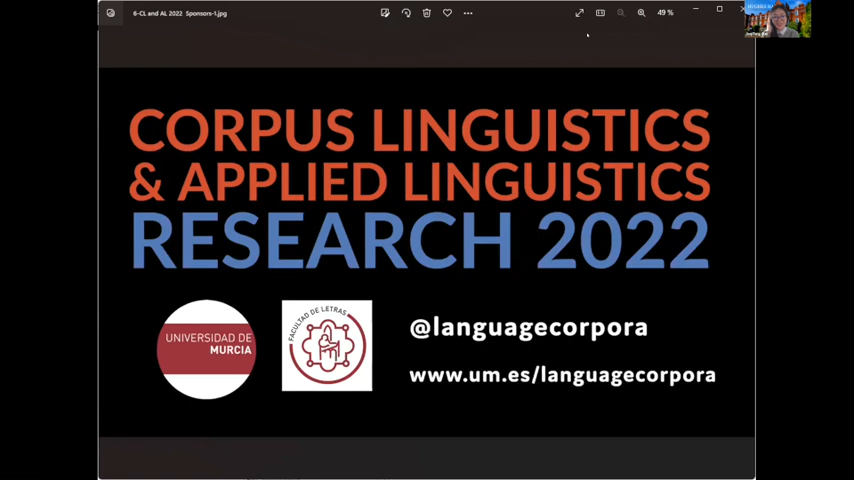 6-CL and AL 2022 Sponsors-1.jpg
49 %
CORPUS LINGUISTICS
& APPLIED LINGUISTICS
RESEARCH 2022
UNIVERSIDAD DE
MURCIA
FACULTAD DE LETRAS
@languagecorpora
www.um.es/languagecorpora